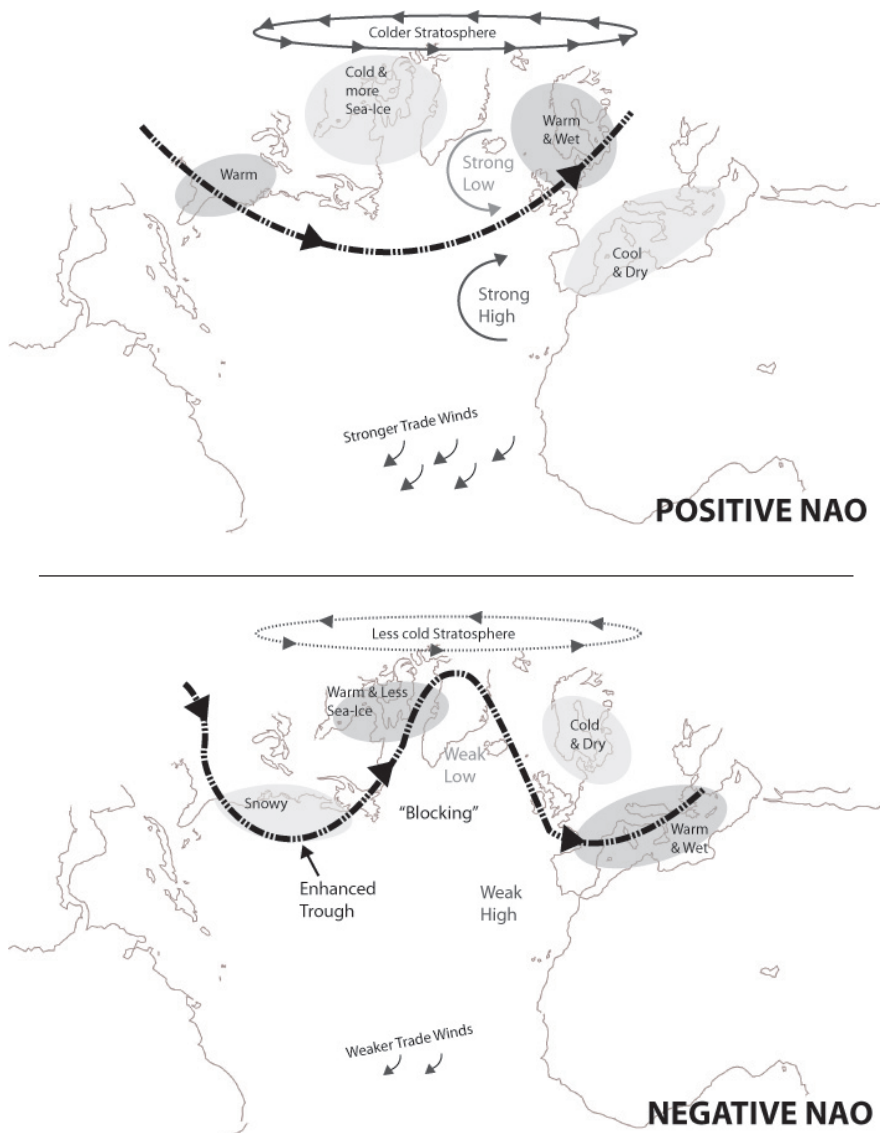 Colder Stratosphere
Cold &
more
Sea-Ice
Warm
& Wet
Warm
Strong
Low
Cool
& Dry
Strong
High
Stronger Trade Winds
POSITIVE NAO
Less cold Stratosphere
Warm & Less
Sea-Ice
Cold
& Dry
Weak
Low
Snowy
“Blocking”
Warm
& Wet
Enhanced
Trough
Weak
High
Weaker Trade Winds
NEGATIVE NAO